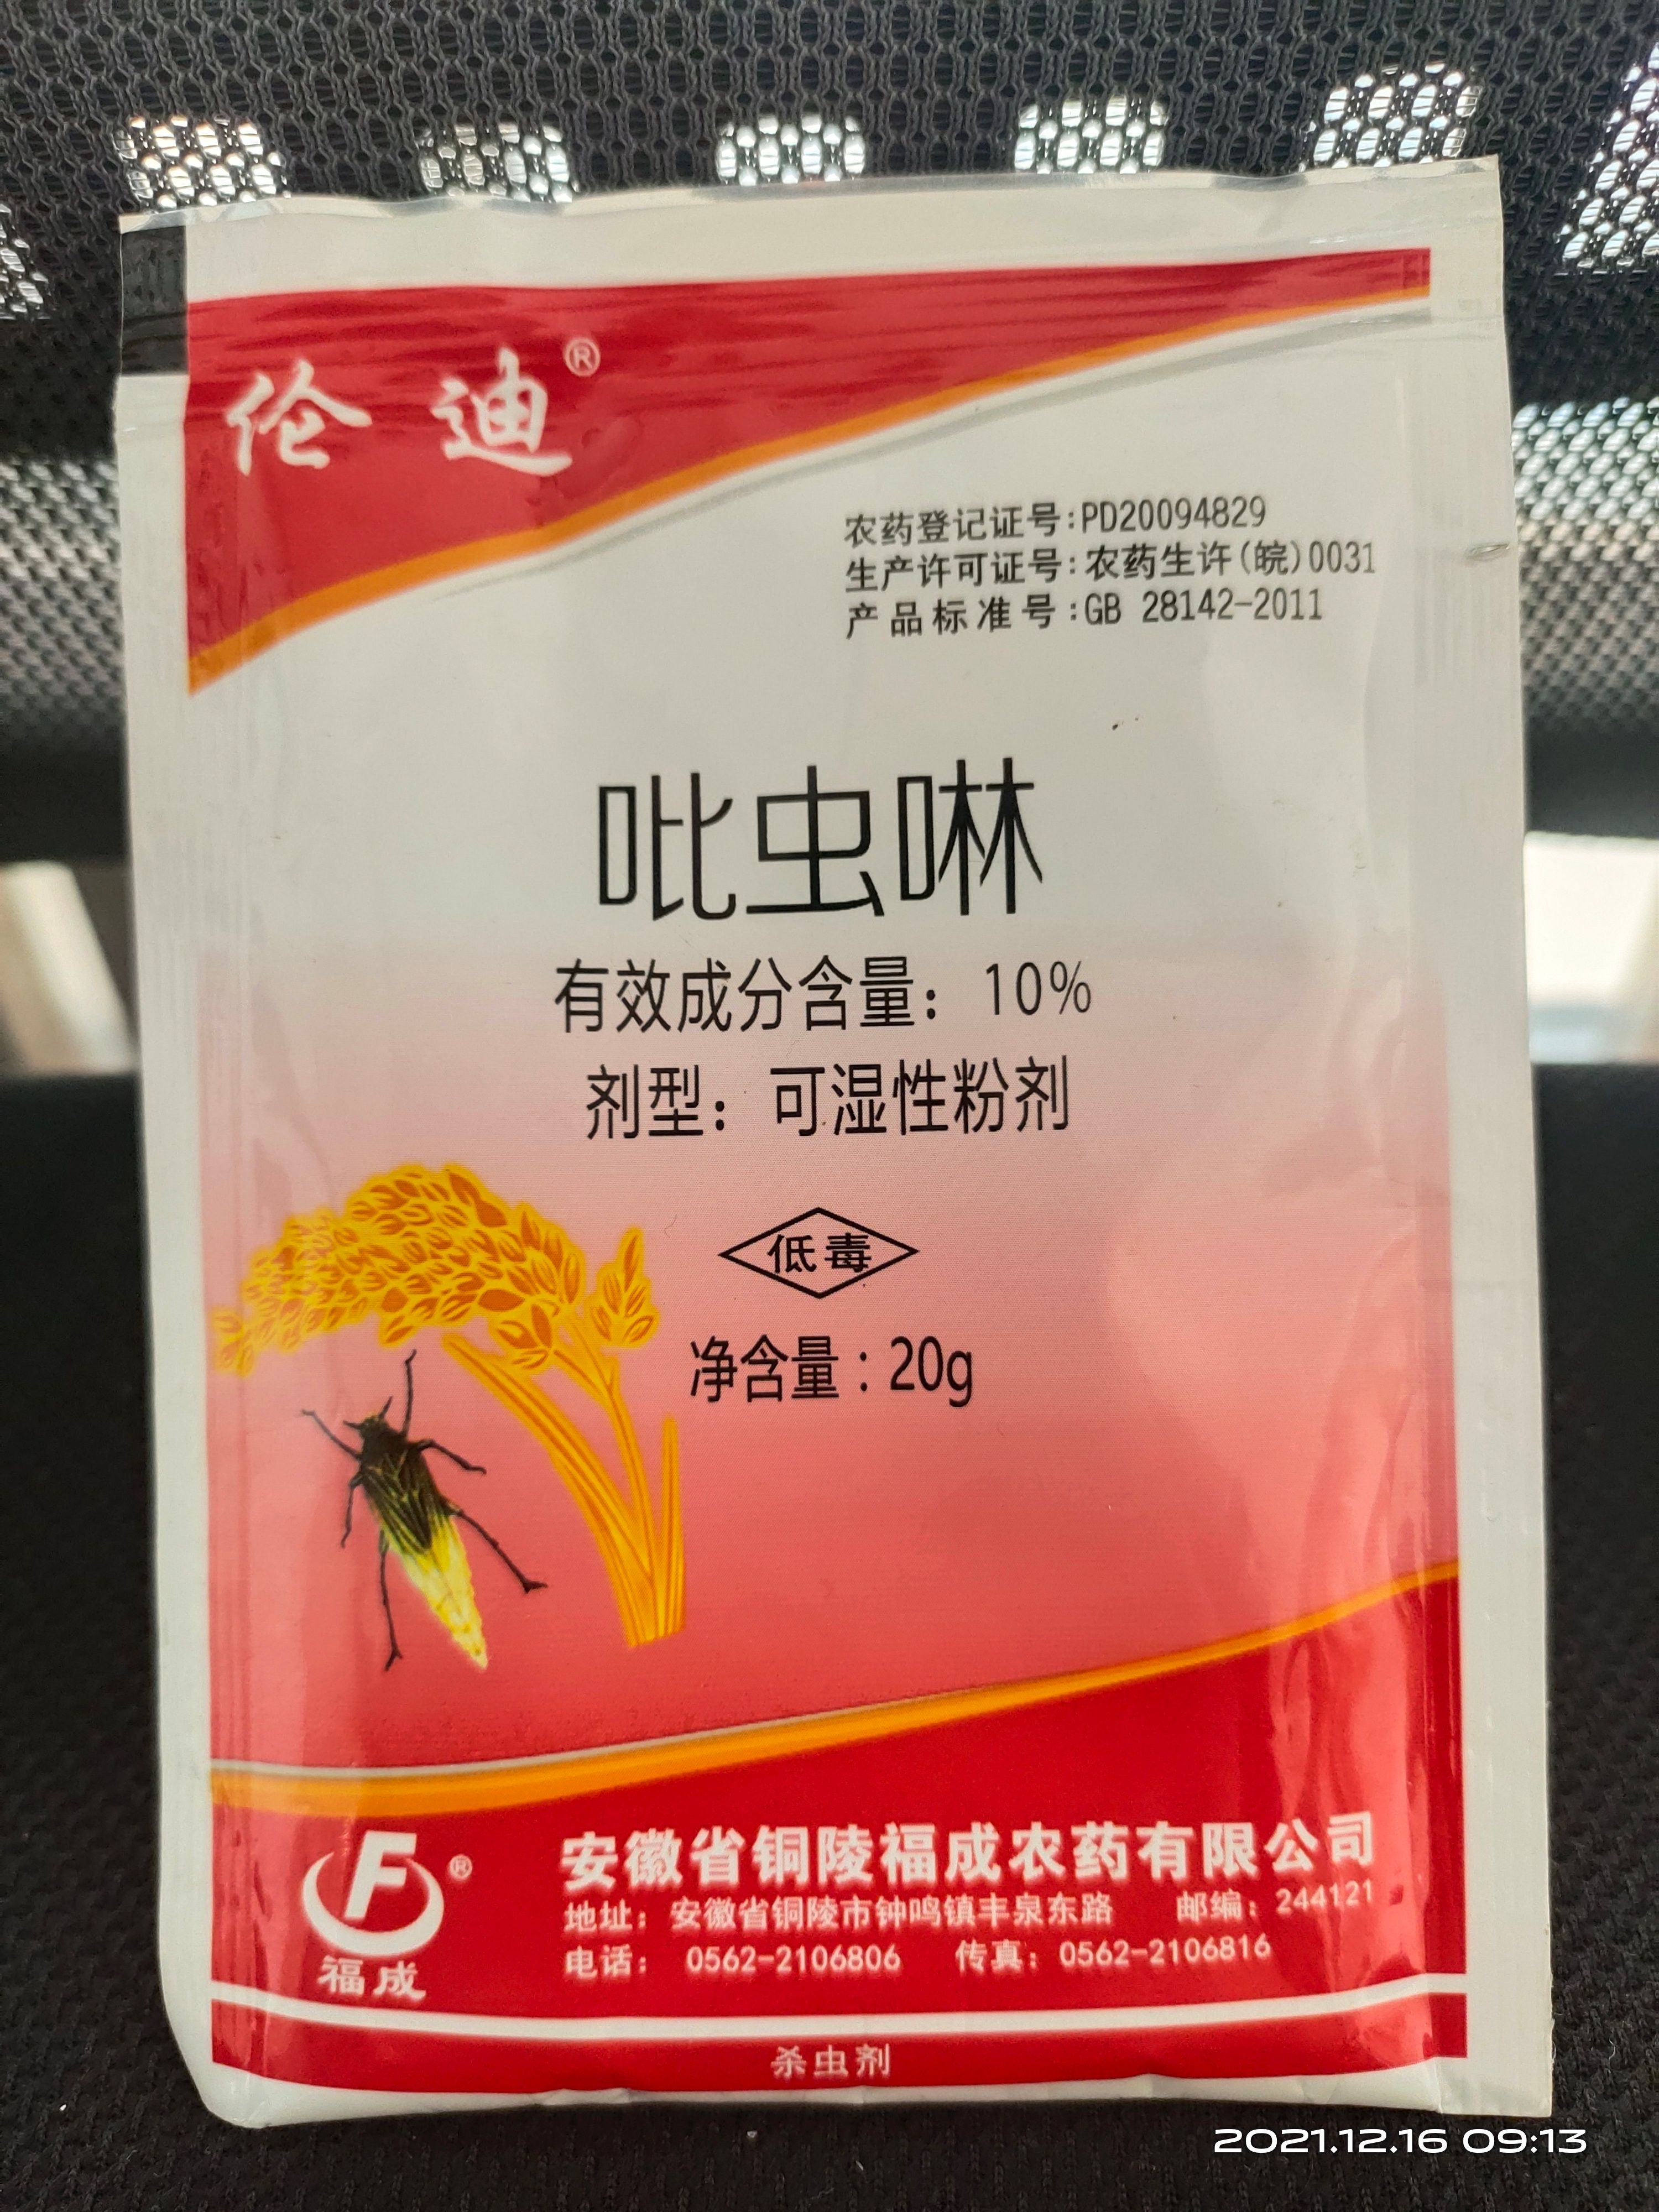 伦迪®
农药登记证号:PD20094829
生产许可证号:农药生许(皖)0031
产品标准号:GB 28142-2011
吡虫啉
有效成分含量：10%
剂型：可湿性粉剂
低毒
净含量：20g
F®
福成
安徽省铜陵福成农药有限公司
地址：安徽省铜陵市钟鸣镇丰泉东路 邮编：244121
电话： 0562-2106806 传真：0562-2106816
杀虫剂
2021.12.16 09:13